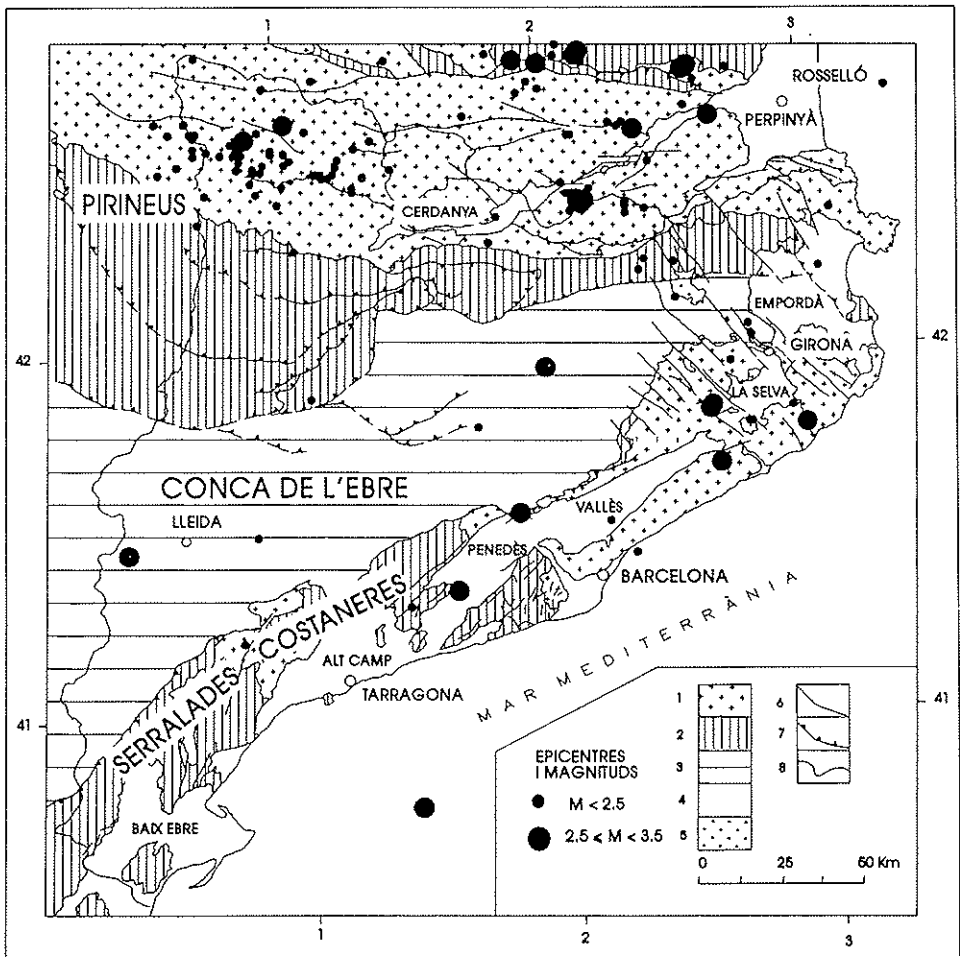 1 2 3
ROSSELLÓ
PERPINYÀ
PIRINEUS
CERDANYA
EMPORDÀ
42 42
GIRONA
LA SELVA
CONCA DE L'EBRE
LLEIDA
VALLÈS
PENEDÈS
BARCELONA
SERRALADES COSTANERES
MAR MEDITERRÀNIA
ALT CAMP
TARRAGONA
41 41
BAIX EBRE
EPICENTRES
I MAGNITUDS
M < 2.5
2.5 ⩽ M < 3.5
1
2
3
4
5
6
7
8
0 25 50 Km
1 2 3